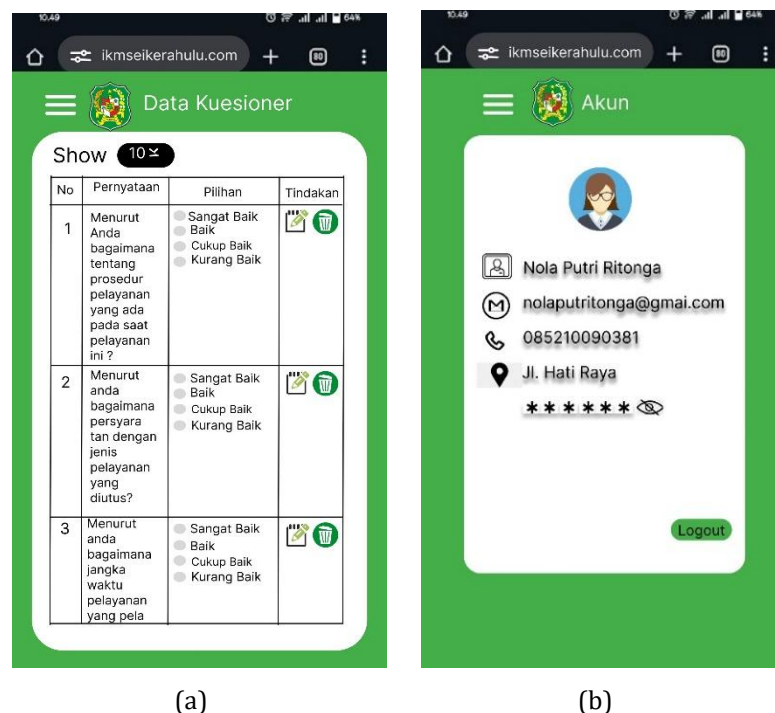 10.49
64%
ikmseikerahulu.com
80
Data Kuesioner
Show 10
No Pernyataan Pilihan Tindakan
1
Menurut
Anda
bagaimana
tentang
prosedur
pelayanan
yang ada
pada saat
pelayanan
ini ?
Sangat Baik
Baik
Cukup Baik
Kurang Baik
2
Menurut
anda
bagaimana
persyara
tan dengan
jenis
pelayanan
yang
diutus?
Sangat Baik
Baik
Cukup Baik
Kurang Baik
3
Menurut
anda
bagaimana
jangka
waktu
pelayanan
yang pela
Sangat Baik
Baik
Cukup Baik
Kurang Baik
(a)
10.49
64%
ikmseikerahulu.com
80
Akun
Nola Putri Ritonga
nolaputritonga@gmai.com
085210090381
Jl. Hati Raya
******
Logout
(b)